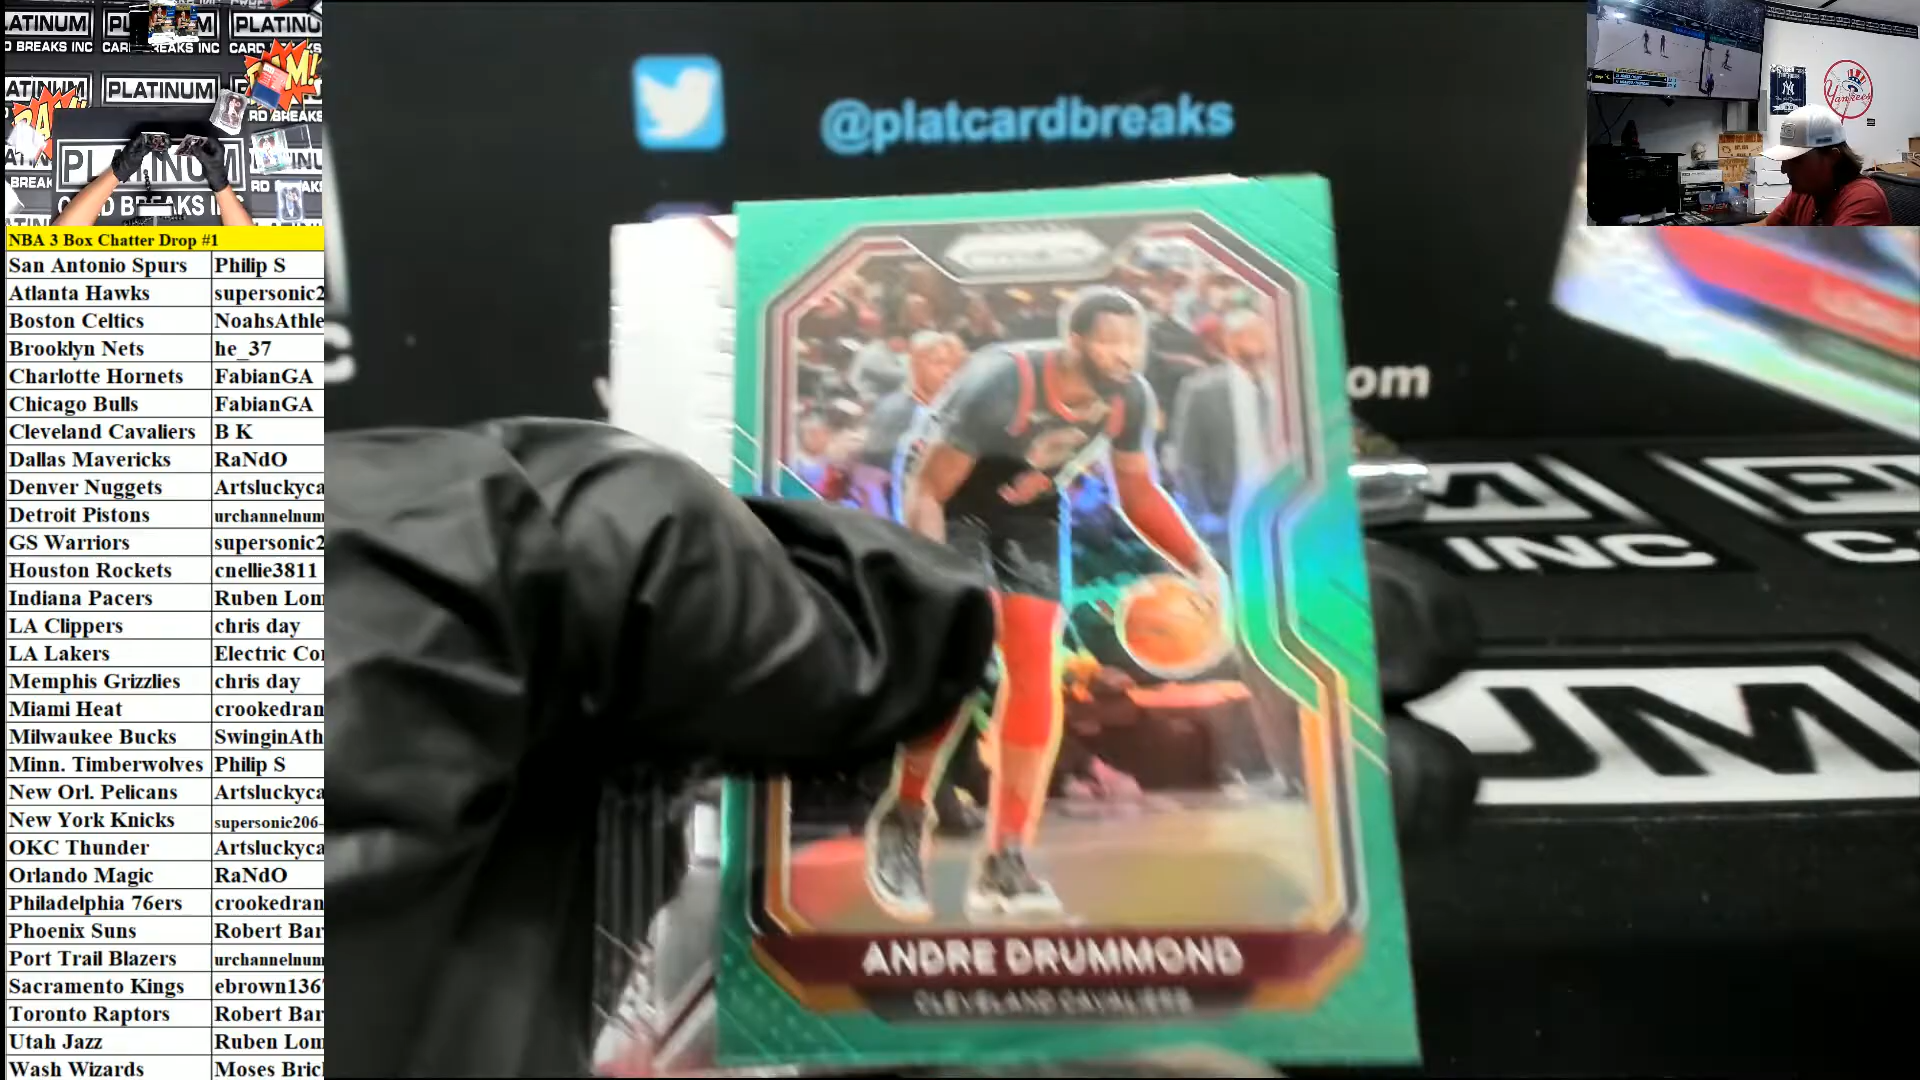 PLATINUM
CARD BREAKS INC
PLATINUM
PLATINUM
@platcardbreaks
om
INC
ANDRE DRUMMOND
CLEVELAND CAVALIERS
Yankees
NBA 3 Box Chatter Drop #1
San Antonio Spurs Philip S
Atlanta Hawks supersonic2
Boston Celtics NoahsAthle
Brooklyn Nets he_37
Charlotte Hornets FabianGA
Chicago Bulls FabianGA
Cleveland Cavaliers B K
Dallas Mavericks RaNdO
Denver Nuggets Artsluckyca
Detroit Pistons urchannelnum
GS Warriors supersonic2
Houston Rockets cnellie3811
Indiana Pacers Ruben Lom
LA Clippers chris day
LA Lakers Electric Co
Memphis Grizzlies chris day
Miami Heat crookedran
Milwaukee Bucks SwinginAth
Minn. Timberwolves Philip S
New Orl. Pelicans Artsluckyca
New York Knicks supersonic206-
OKC Thunder Artsluckyca
Orlando Magic RaNdO
Philadelphia 76ers crookedran
Phoenix Suns Robert Bar
Port Trail Blazers urchannelnum
Sacramento Kings ebrown136
Toronto Raptors Robert Bar
Utah Jazz Ruben Lom
Wash Wizards Moses Bric